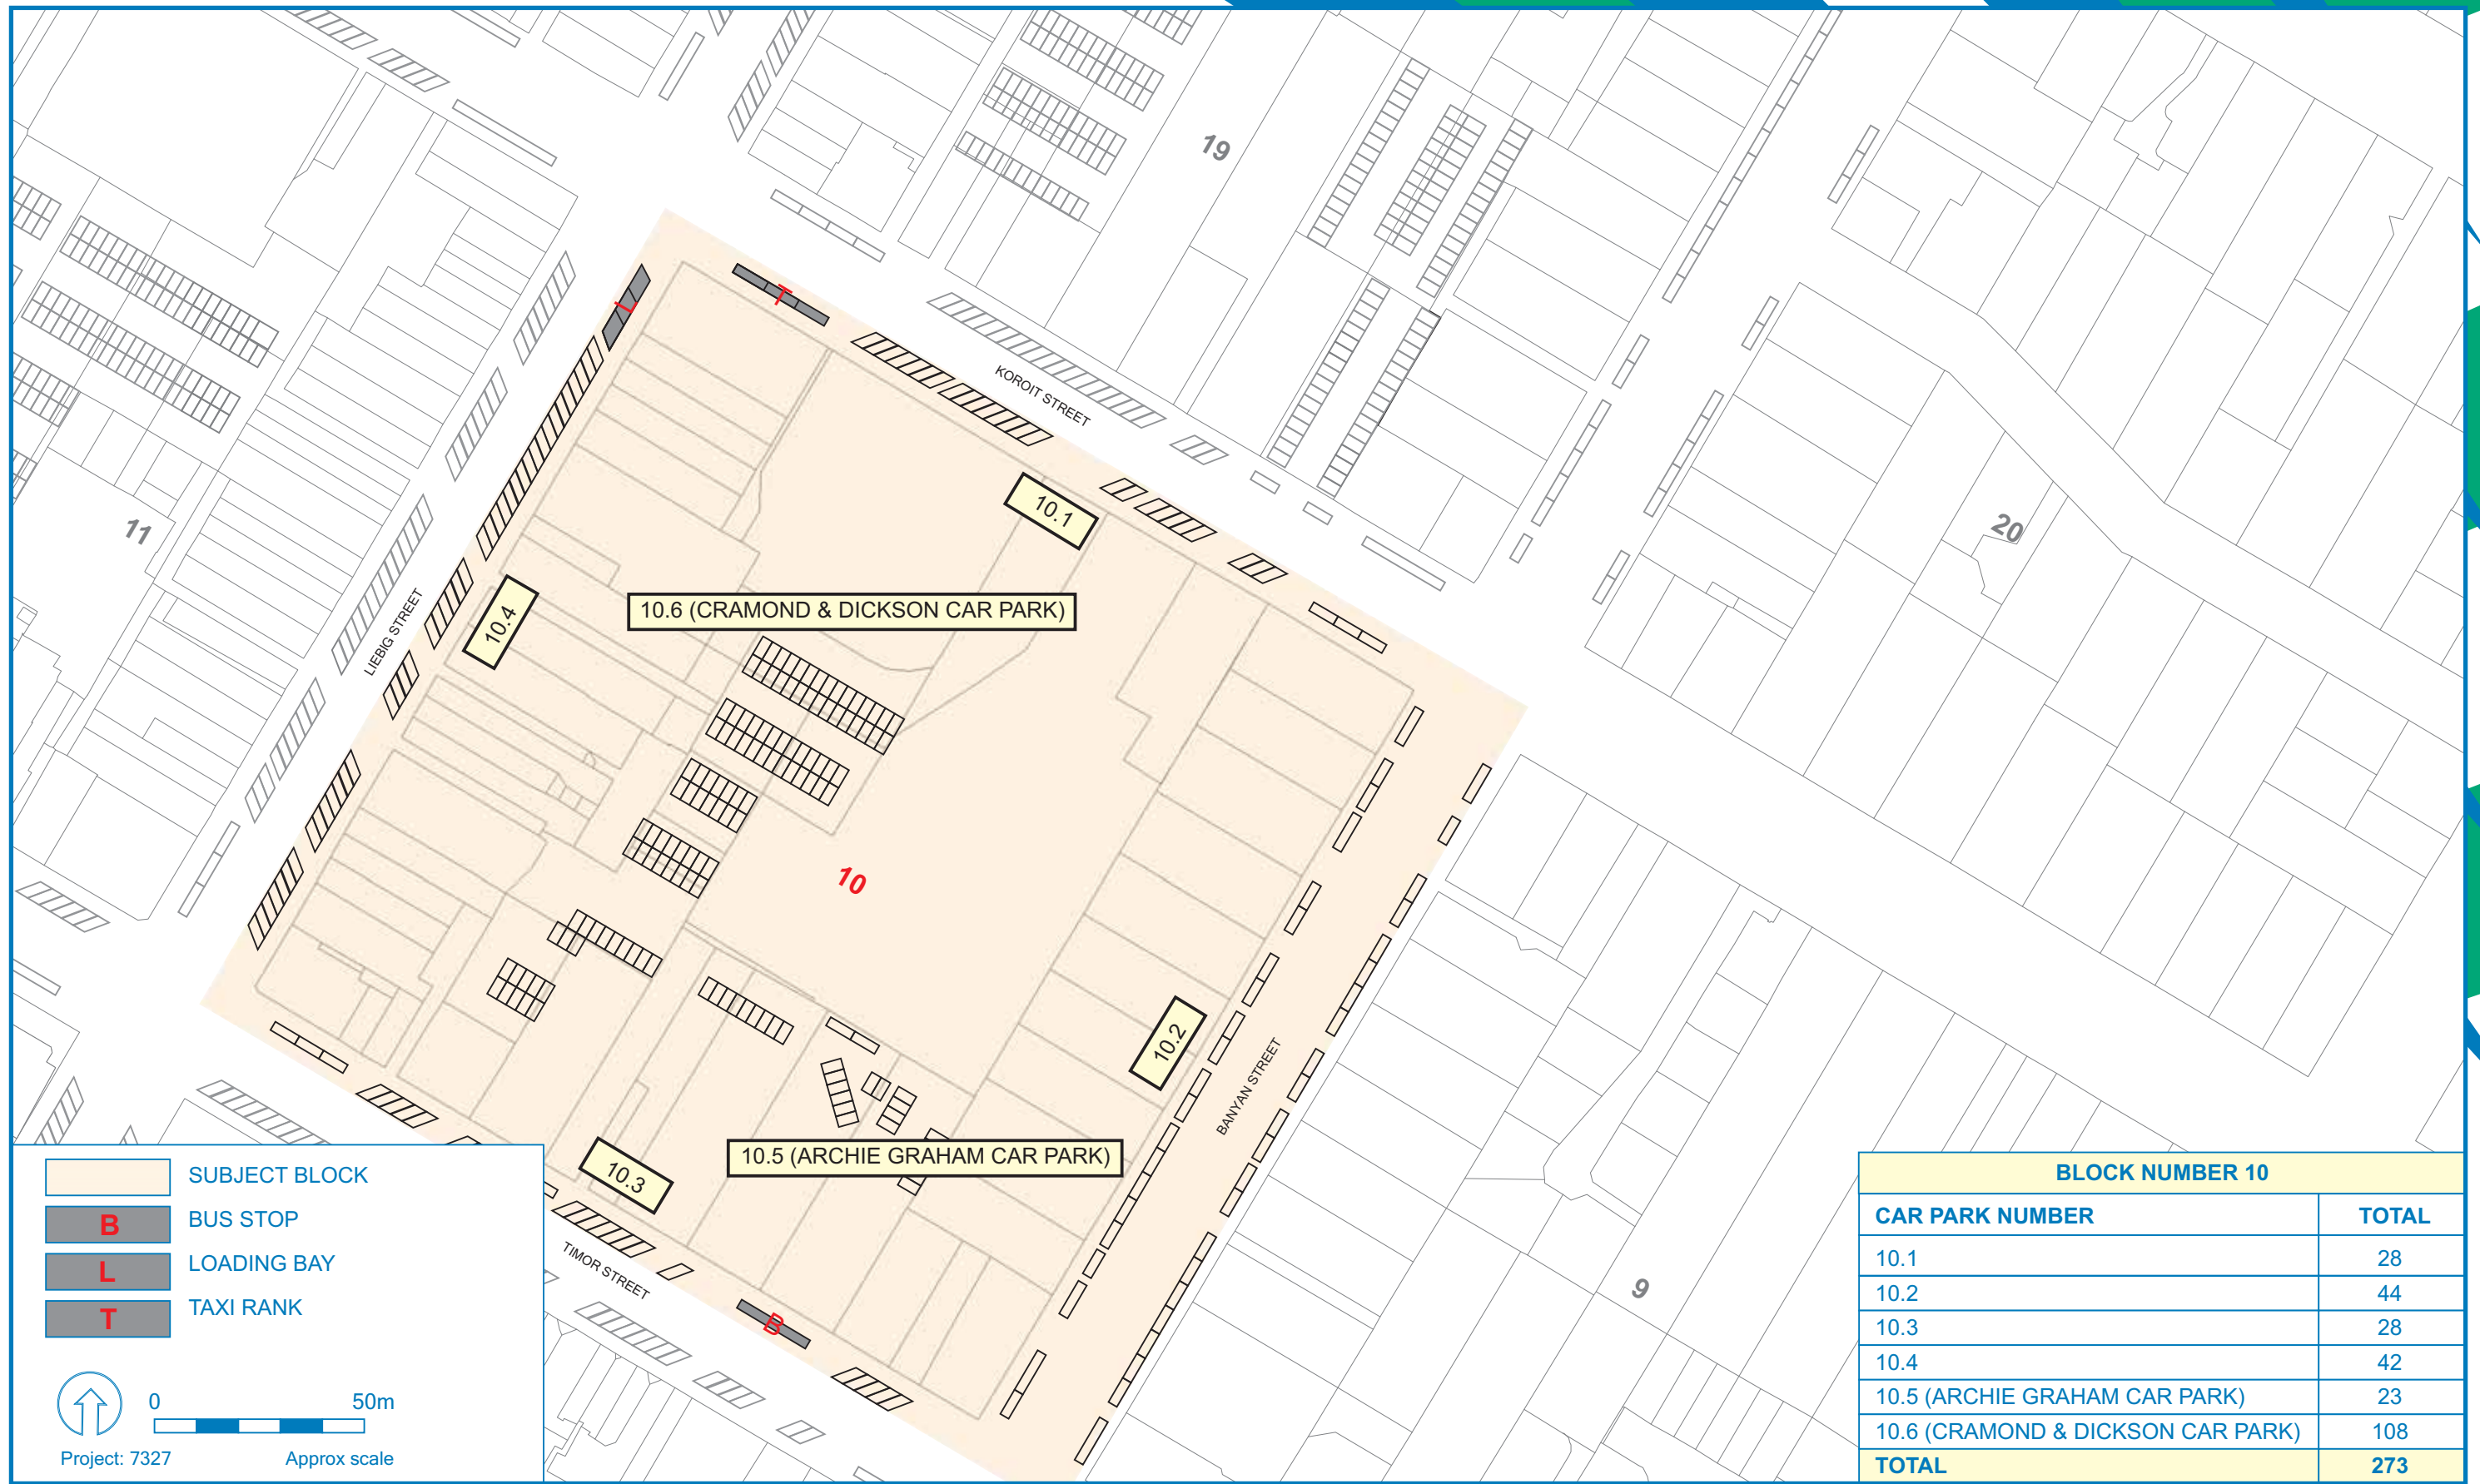 19
T
L
KOROIT STREET
10.1
11
20
10.4
10.6 (CRAMOND & DICKSON CAR PARK)
LIEBIG STREET
10
10.2
BANYAN STREET
10.5 (ARCHIE GRAHAM CAR PARK)
10.3
TIMOR STREET
9
B
SUBJECT BLOCK
B BUS STOP
L LOADING BAY
T TAXI RANK
0 50m
Project: 7327 Approx scale
BLOCK NUMBER 10
CAR PARK NUMBER TOTAL
10.1 28
10.2 44
10.3 28
10.4 42
10.5 (ARCHIE GRAHAM CAR PARK) 23
10.6 (CRAMOND & DICKSON CAR PARK) 108
TOTAL 273